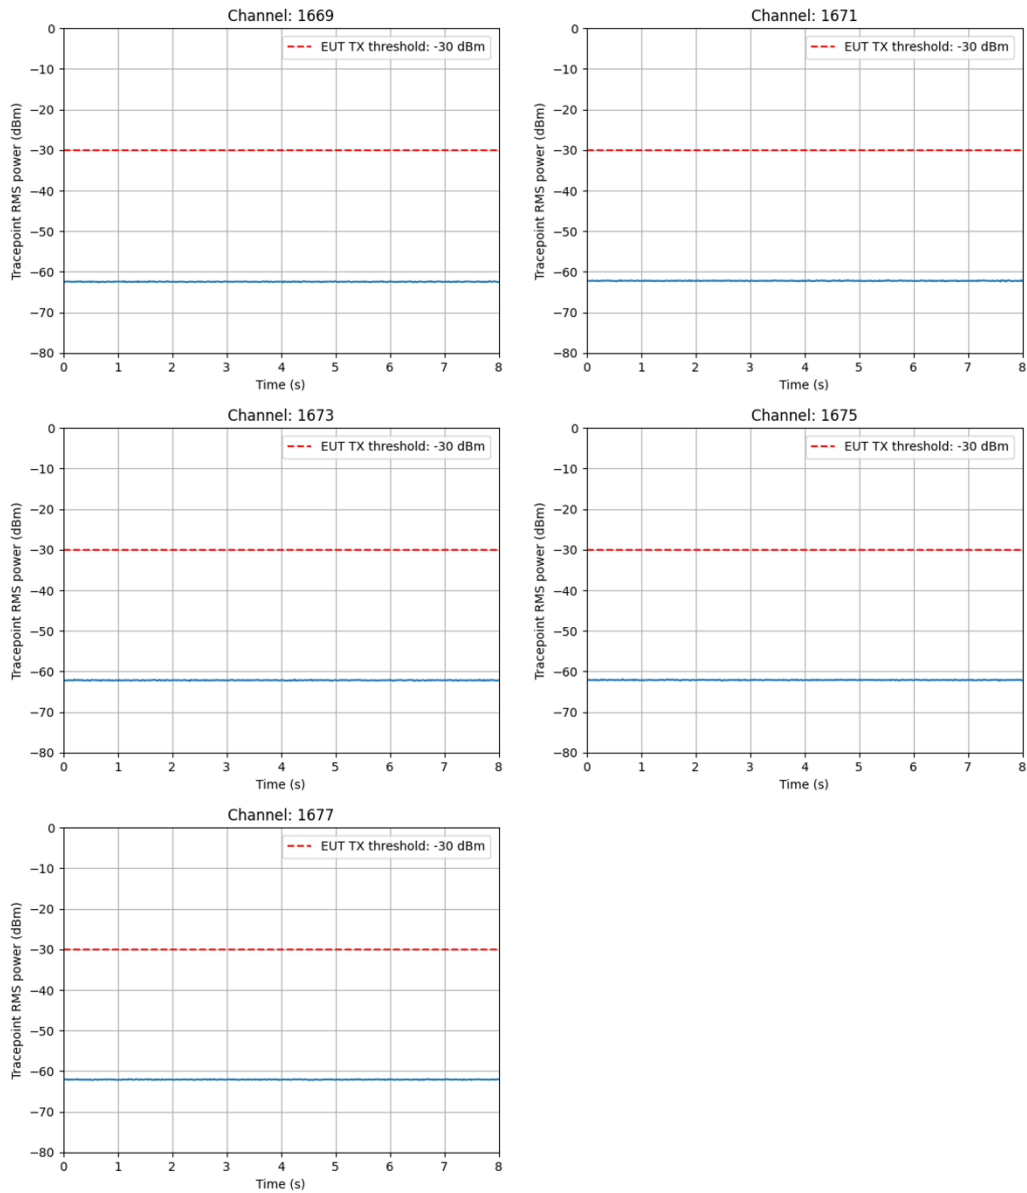 Channel: 1669
EUT TX threshold: -30 dBm
Tracepoint RMS power (dBm)
0
−10
−20
−30
−40
−50
−60
−70
−80
0 1 2 3 4 5 6 7 8
Time (s)
Channel: 1671
EUT TX threshold: -30 dBm
Tracepoint RMS power (dBm)
0
−10
−20
−30
−40
−50
−60
−70
−80
0 1 2 3 4 5 6 7 8
Time (s)
Channel: 1673
EUT TX threshold: -30 dBm
Tracepoint RMS power (dBm)
0
−10
−20
−30
−40
−50
−60
−70
−80
0 1 2 3 4 5 6 7 8
Time (s)
Channel: 1675
EUT TX threshold: -30 dBm
Tracepoint RMS power (dBm)
0
−10
−20
−30
−40
−50
−60
−70
−80
0 1 2 3 4 5 6 7 8
Time (s)
Channel: 1677
EUT TX threshold: -30 dBm
Tracepoint RMS power (dBm)
0
−10
−20
−30
−40
−50
−60
−70
−80
0 1 2 3 4 5 6 7 8
Time (s)